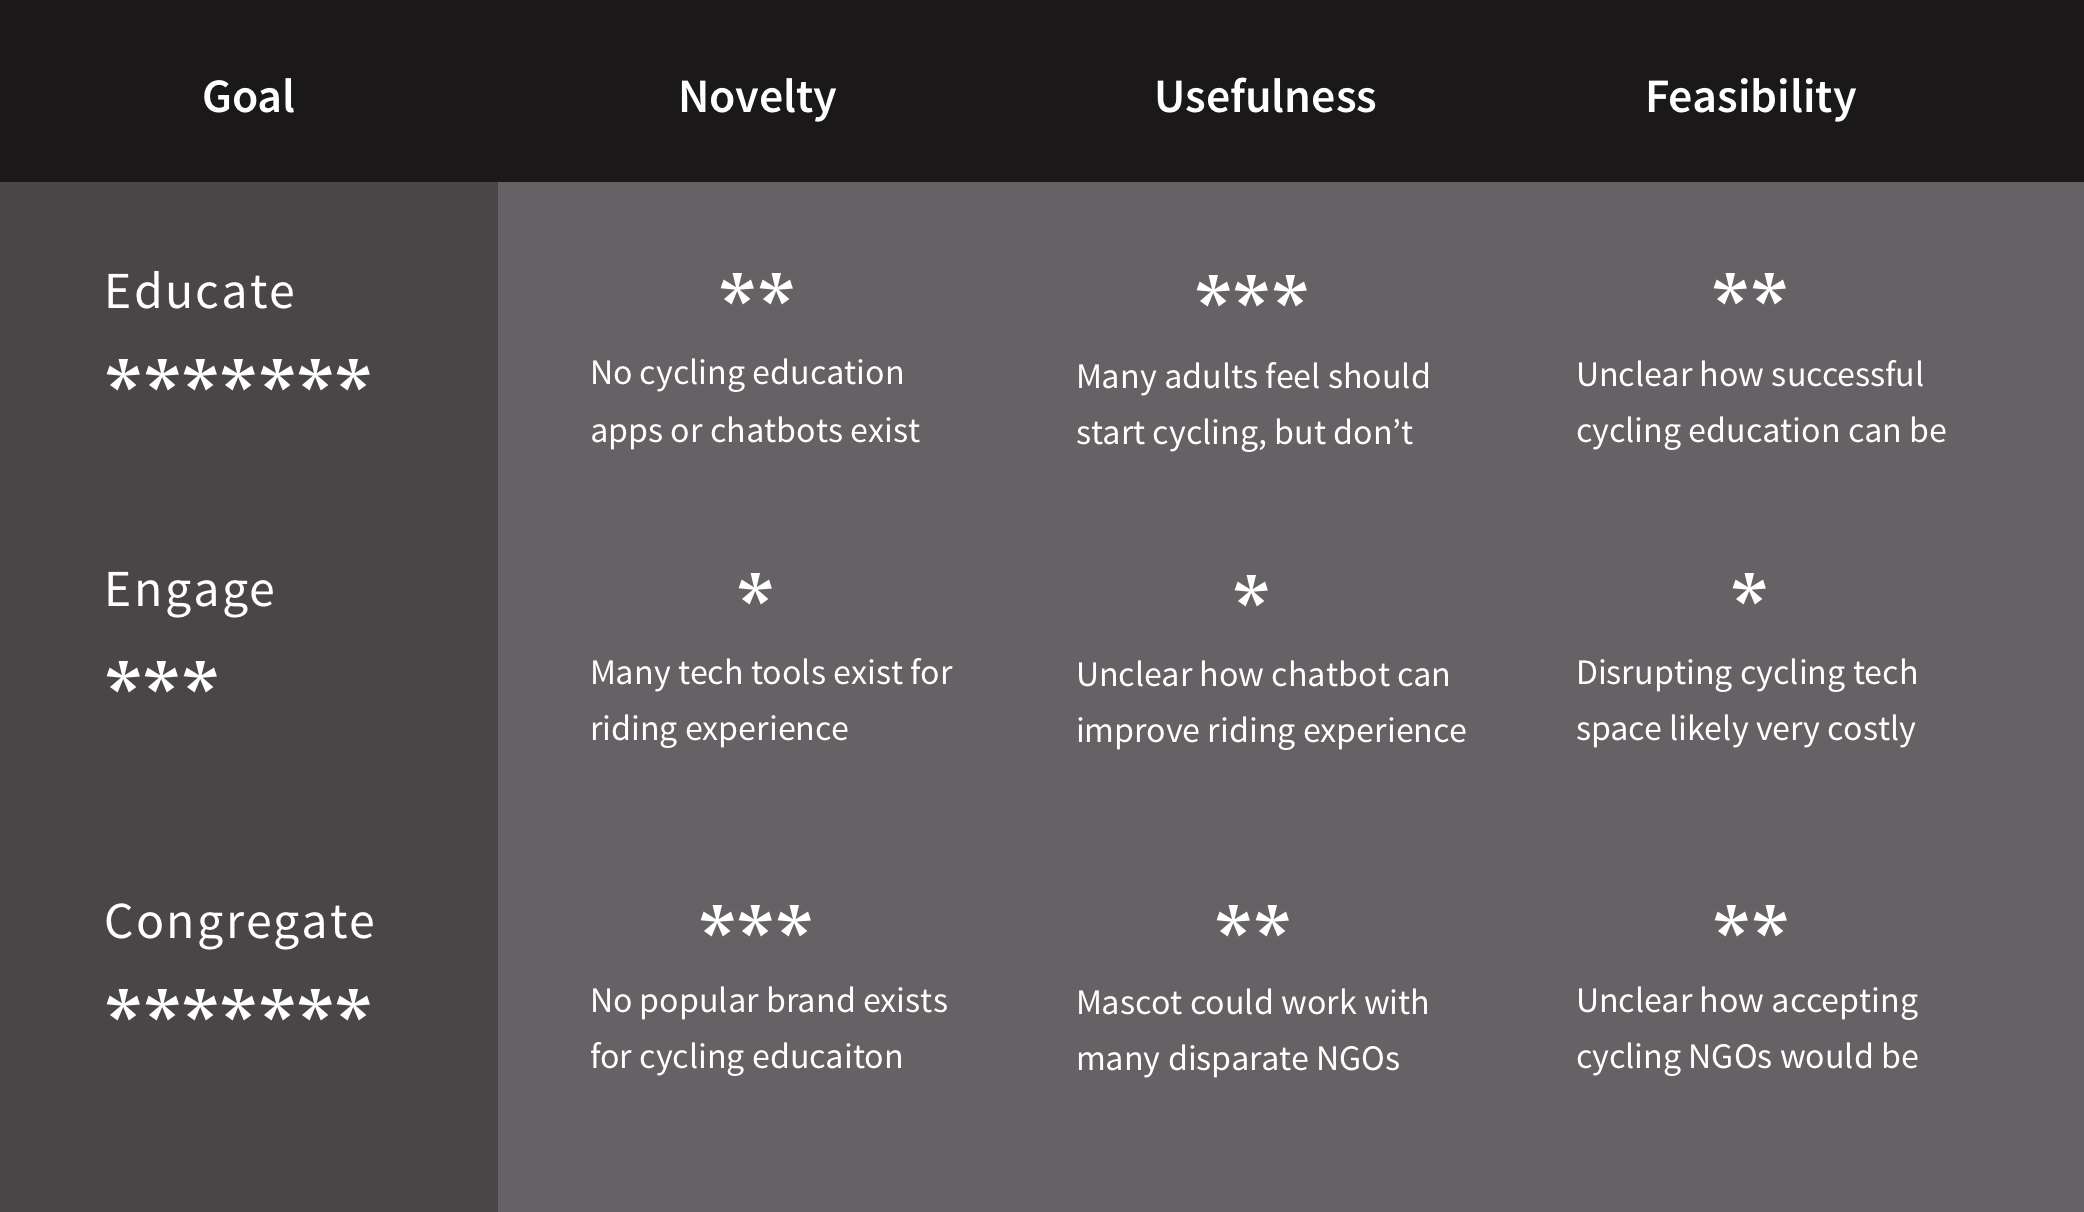 Goal Novelty Usefulness Feasibility
Educate ** *** **
*******
No cycling education
apps or chatbots exist
Many adults feel should
start cycling, but don’t
Unclear how successful
cycling education can be
Engage * * *
***
Many tech tools exist for
riding experience
Unclear how chatbot can
improve riding experience
Disrupting cycling tech
space likely very costly
Congregate *** ** **
*******
No popular brand exists
for cycling educaiton
Mascot could work with
many disparate NGOs
Unclear how accepting
cycling NGOs would be